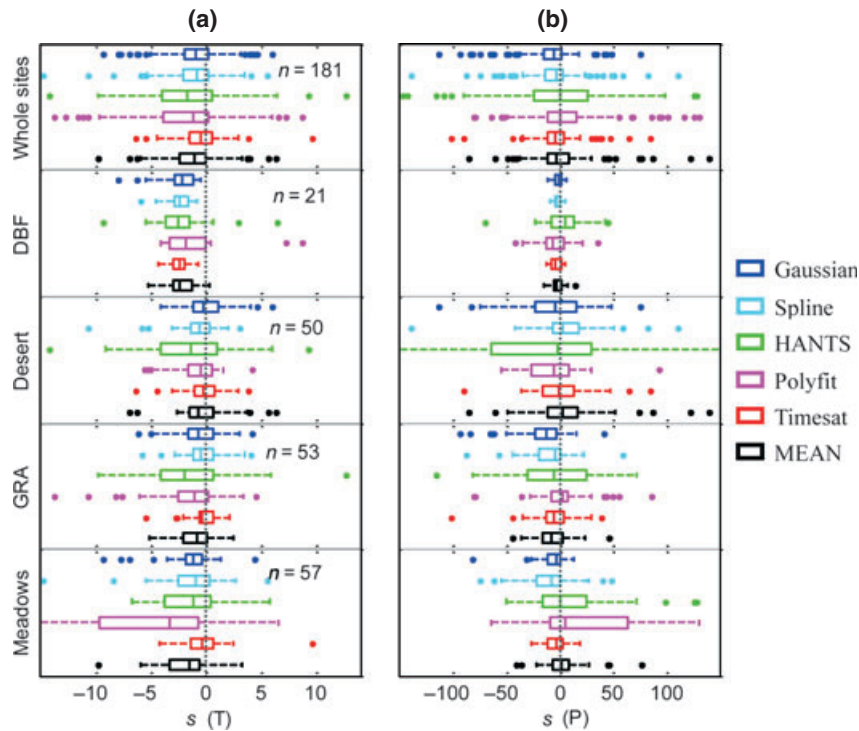 (a) (b)
Whole sites
n = 181
DBF
n = 21
Desert
n = 50
GRA
n = 53
Meadows
n = 57
Gaussian
Spline
HANTS
Polyfit
Timesat
MEAN
−10 −5 0 5 10
−100 −50 0 50 100
s (T) s (P)